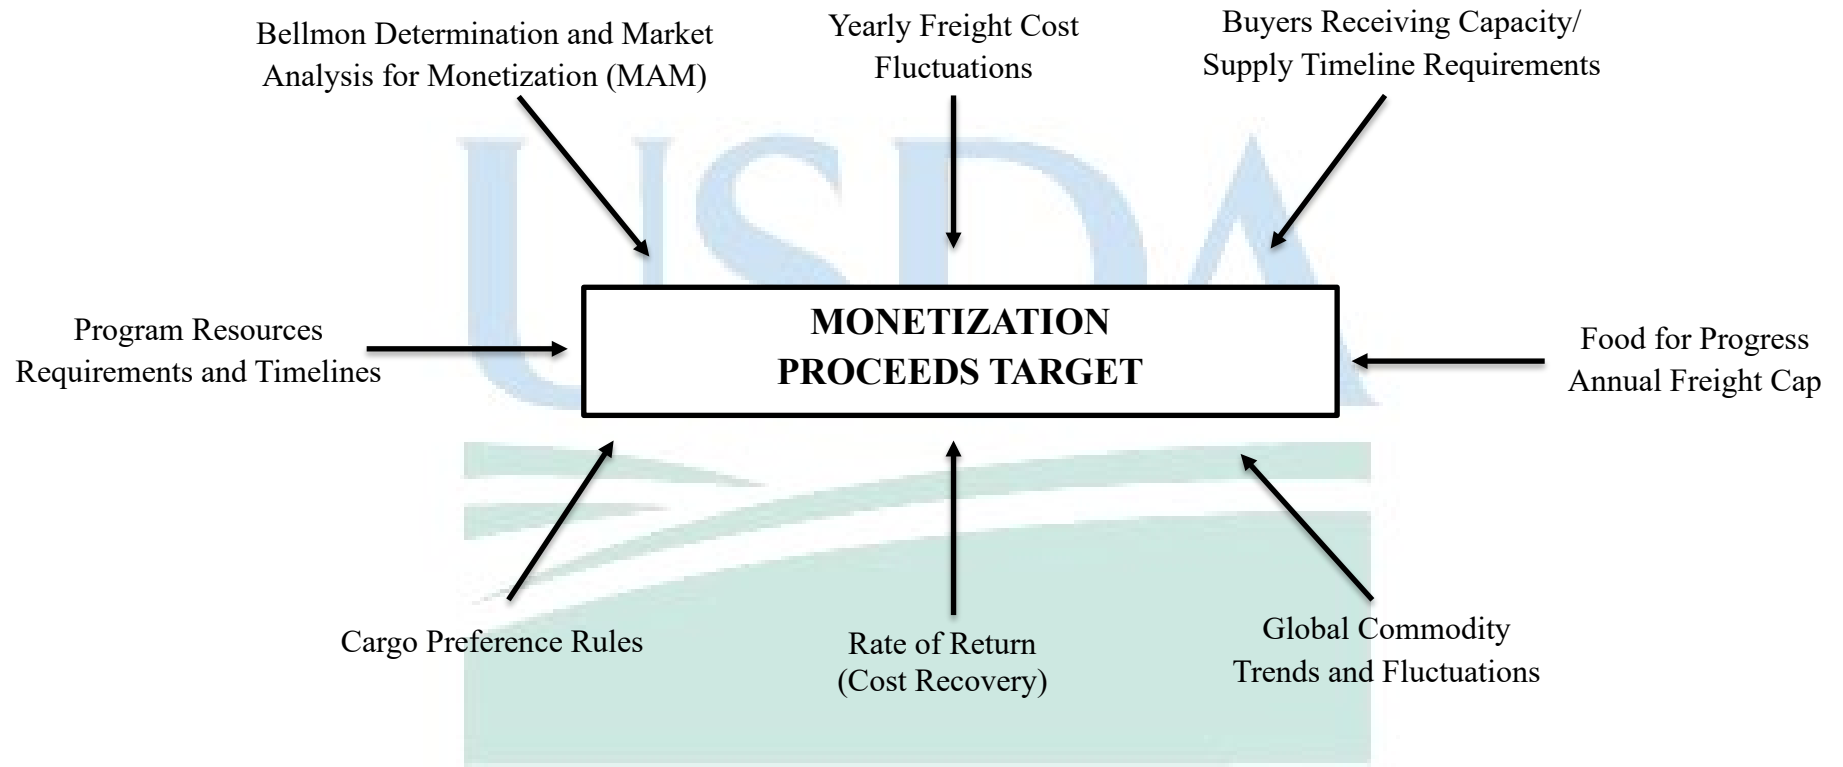 Bellmon Determination and Market
Analysis for Monetization (MAM)
Yearly Freight Cost
Fluctuations
Buyers Receiving Capacity/
Supply Timeline Requirements
USDA
MONETIZATION
PROCEEDS TARGET
Program Resources
Requirements and Timelines
Food for Progress
Annual Freight Cap
Cargo Preference Rules
Rate of Return
(Cost Recovery)
Global Commodity
Trends and Fluctuations